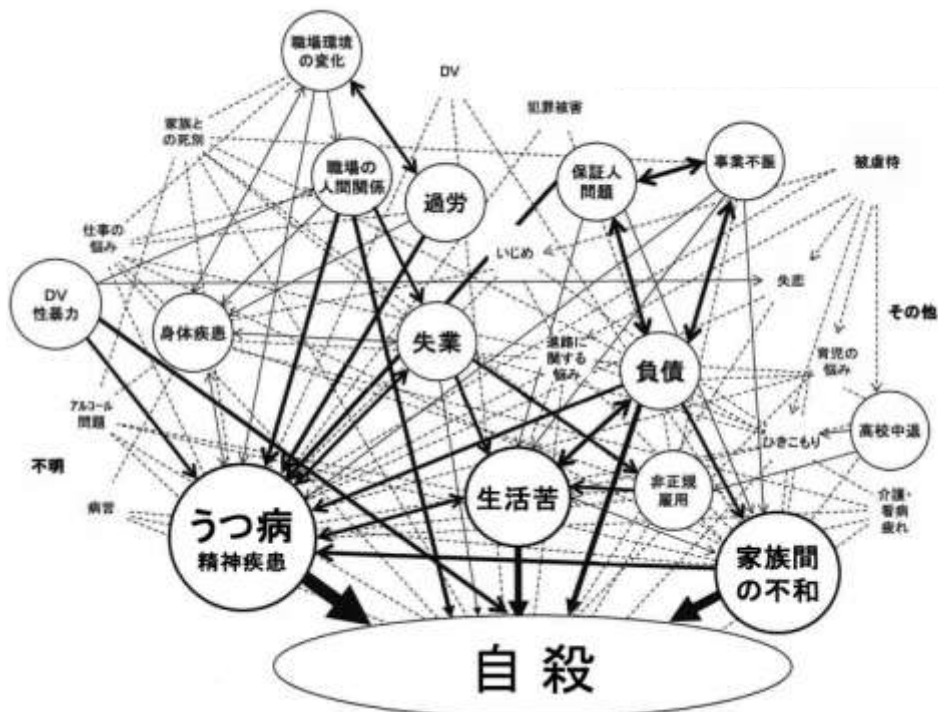 職場環境
の変化
DV
犯罪被害
家族と
の死別
職場の
人間関係
過労
保証人
問題
事業不振
被虐待
仕事の
悩み
いじめ
失恋
DV
性暴力
身体疾患
失業
進路に
関する
悩み
負債
その他
育児の
悩み
アルコール
問題
高校中退
ひきこもり
不明
病苦
うつ病
精神疾患
生活苦
非正規
雇用
介護・
看病
疲れ
家族間
の不和
自殺